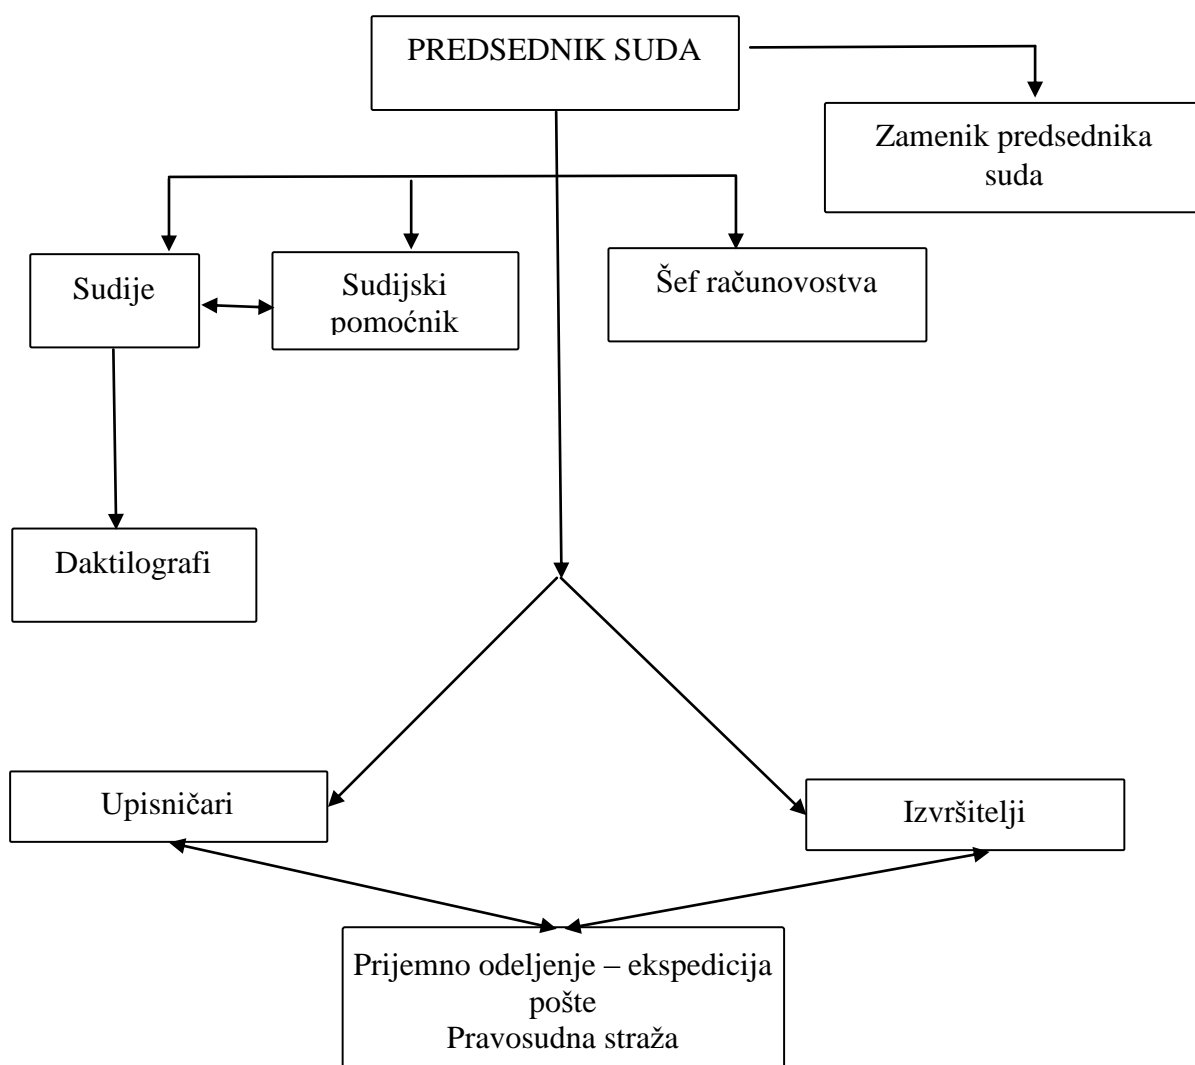 PREDSEDNIK SUDA
Zamenik predsednika
suda
Sudije
Sudijski
pomoćnik
Šef računovostva
Daktilografi
Upisničari
Izvršitelji
Prijemno odeljenje – ekspedicija
pošte
Pravosudna straža